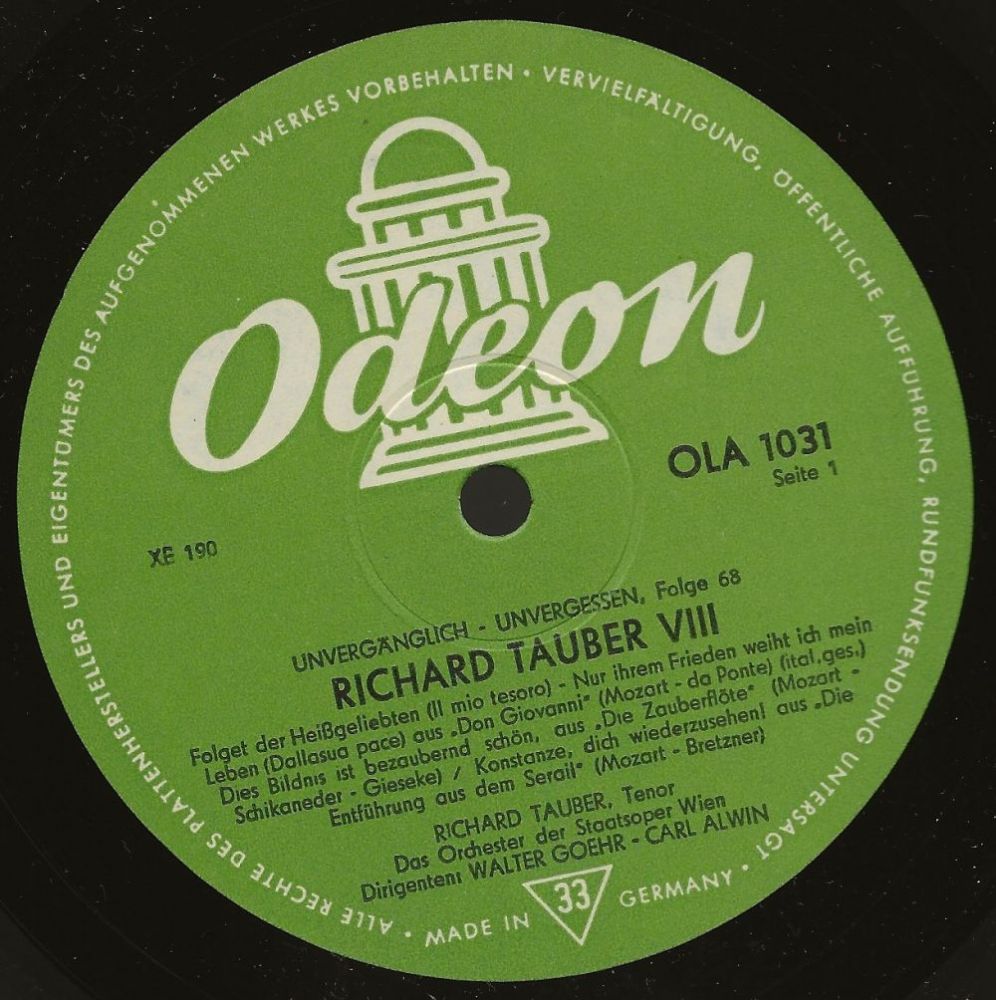 ALLE RECHTE DES PLATTENHERSTELLERS UND EIGENTÜMERS DES AUFGENOMMENEN WERKES VORBEHALTEN • VERVIELFÄLTIGUNG, ÖFFENTLICHE AUFFÜHRUNG, RUNDFUNKSENDUNG UNTERSAGT •
Odeon
OLA 1031
Seite 1
XE 190
UNVERGÄNGLICH - UNVERGESSEN, Folge 68
RICHARD TAUBER VIII
Folget der Heißgeliebten (Il mio tesoro) - Nur ihrem Frieden weiht ich mein
Leben (Dallasua pace) aus „Don Giovanni" (Mozart - da Ponte) (ital.ges.)
Dies Bildnis ist bezaubernd schön, aus „Die Zauberflöte" (Mozart -
Schikaneder - Gieseke) / Konstanze, dich wiederzusehen! aus „Die
Entführung aus dem Serail" (Mozart - Bretzner)
RICHARD TAUBER, Tenor
Das Orchester der Staatsoper Wien
Dirigenten: WALTER GOEHR - CARL ALWIN
MADE IN 33 GERMANY •